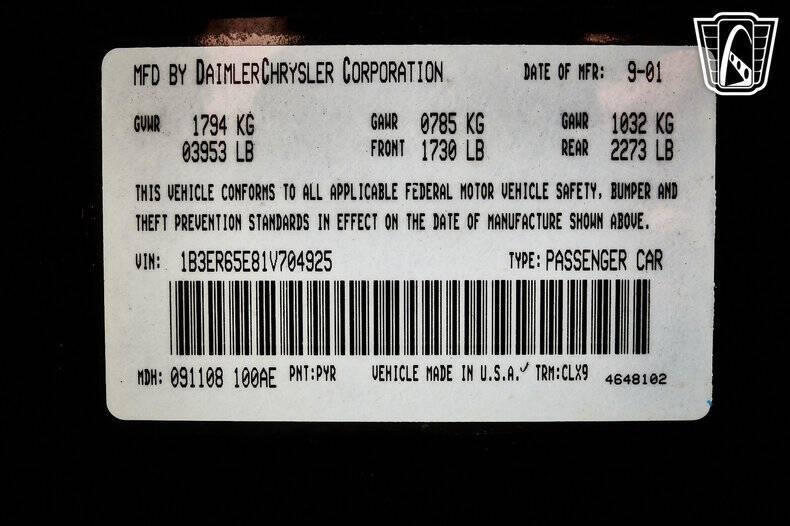 MFD BY DAIMLERCHRYSLER CORPORATION DATE OF MFR: 9-01
GVWR 1794 KG GAWR 0785 KG GAWR 1032 KG
03953 LB FRONT 1730 LB REAR 2273 LB
THIS VEHICLE CONFORMS TO ALL APPLICABLE FEDERAL MOTOR VEHICLE SAFETY, BUMPER AND
THEFT PREVENTION STANDARDS IN EFFECT ON THE DATE OF MANUFACTURE SHOWN ABOVE.
VIN: 1B3ER65E81V704925 TYPE: PASSENGER CAR
MDH: 091108 100AE PNT:PYR VEHICLE MADE IN U.S.A. TRM:CLX9 4648102